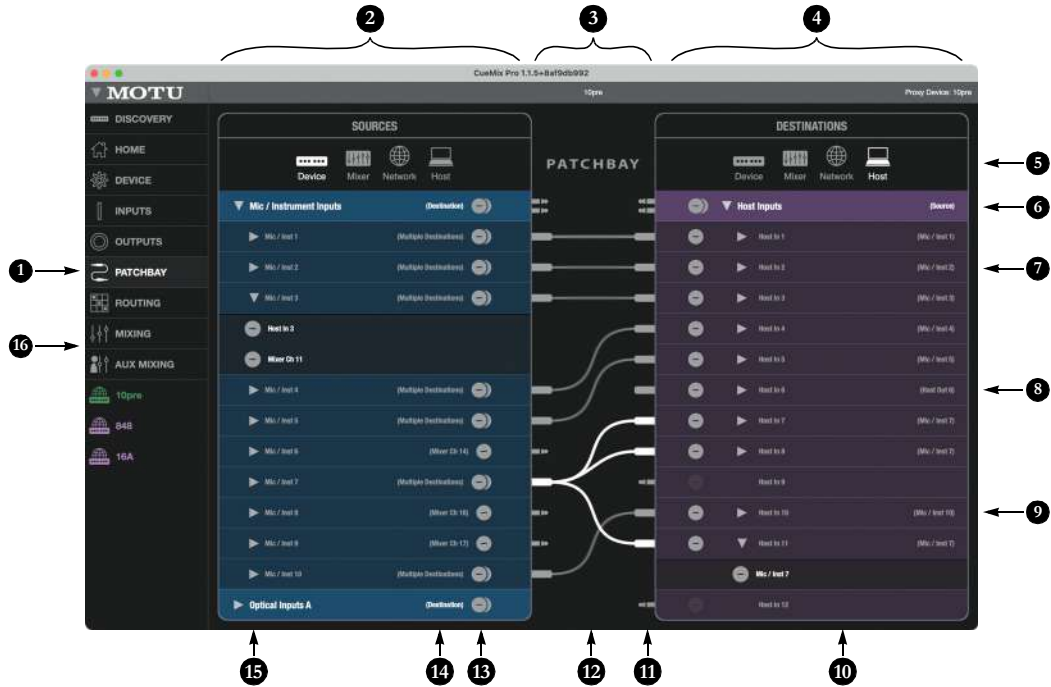 2 3 4
CueMix Pro 1.1.5+8af9db992
MOTU 10pre Proxy Device: 10pre
DISCOVERY
HOME
DEVICE
INPUTS
OUTPUTS
1 PATCHBAY
ROUTING
MIXING
16
AUX MIXING
10pre
848
16A
SOURCES
Device Mixer Network Host
Mic / Instrument Inputs (Destination)
Mic / Inst 1 (Multiple Destinations)
Mic / Inst 2 (Multiple Destinations)
Mic / Inst 3 (Multiple Destinations)
Host In 3
Mixer Ch 11
Mic / Inst 4 (Multiple Destinations)
Mic / Inst 5 (Multiple Destinations)
Mic / Inst 6 (Mixer Ch 14)
Mic / Inst 7 (Multiple Destinations)
Mic / Inst 8 (Mixer Ch 16)
Mic / Inst 9 (Mixer Ch 17)
Mic / Inst 10 (Multiple Destinations)
Optical Inputs A (Destination)
PATCHBAY
DESTINATIONS
Device Mixer Network Host
5
Host Inputs (Source)
6
Host In 1 (Mic / Inst 1)
Host In 2 (Mic / Inst 2)
7
Host In 3 (Mic / Inst 3)
Host In 4 (Mic / Inst 4)
Host In 5 (Mic / Inst 5)
Host In 6 (Host Out 6)
8
Host In 7 (Mic / Inst 7)
Host In 8 (Mic / Inst 7)
Host In 9
Host In 10 (Mic / Inst 10)
9
Host In 11 (Mic / Inst 7)
Mic / Inst 7
Host In 12
15 14 13 12 11 10